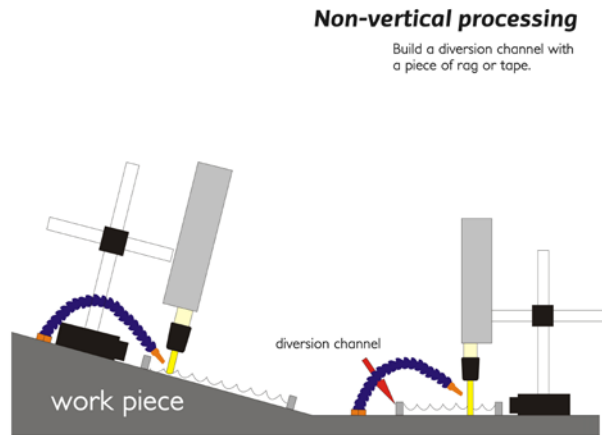 Non-vertical processing
Build a diversion channel with
a piece of rag or tape.
diversion channel
work piece